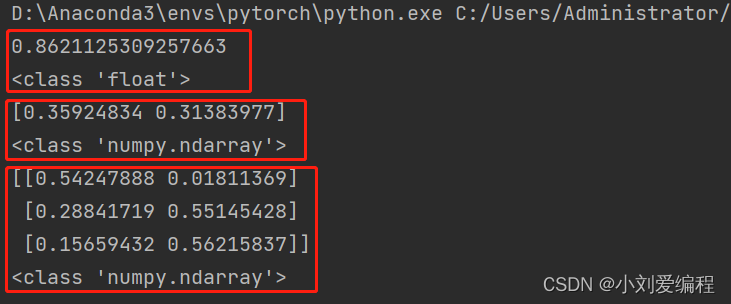 D:\Anaconda3\envs\pytorch\python.exe C:/Users/Administrator/
0.8621125309257663
<class 'float'>
[0.35924834 0.31383977]
<class 'numpy.ndarray'>
[[0.54247888 0.01811369]
 [0.28841719 0.55145428]
 [0.15659432 0.56215837]]
<class 'numpy.ndarray'>
CSDN @小刘爱编程